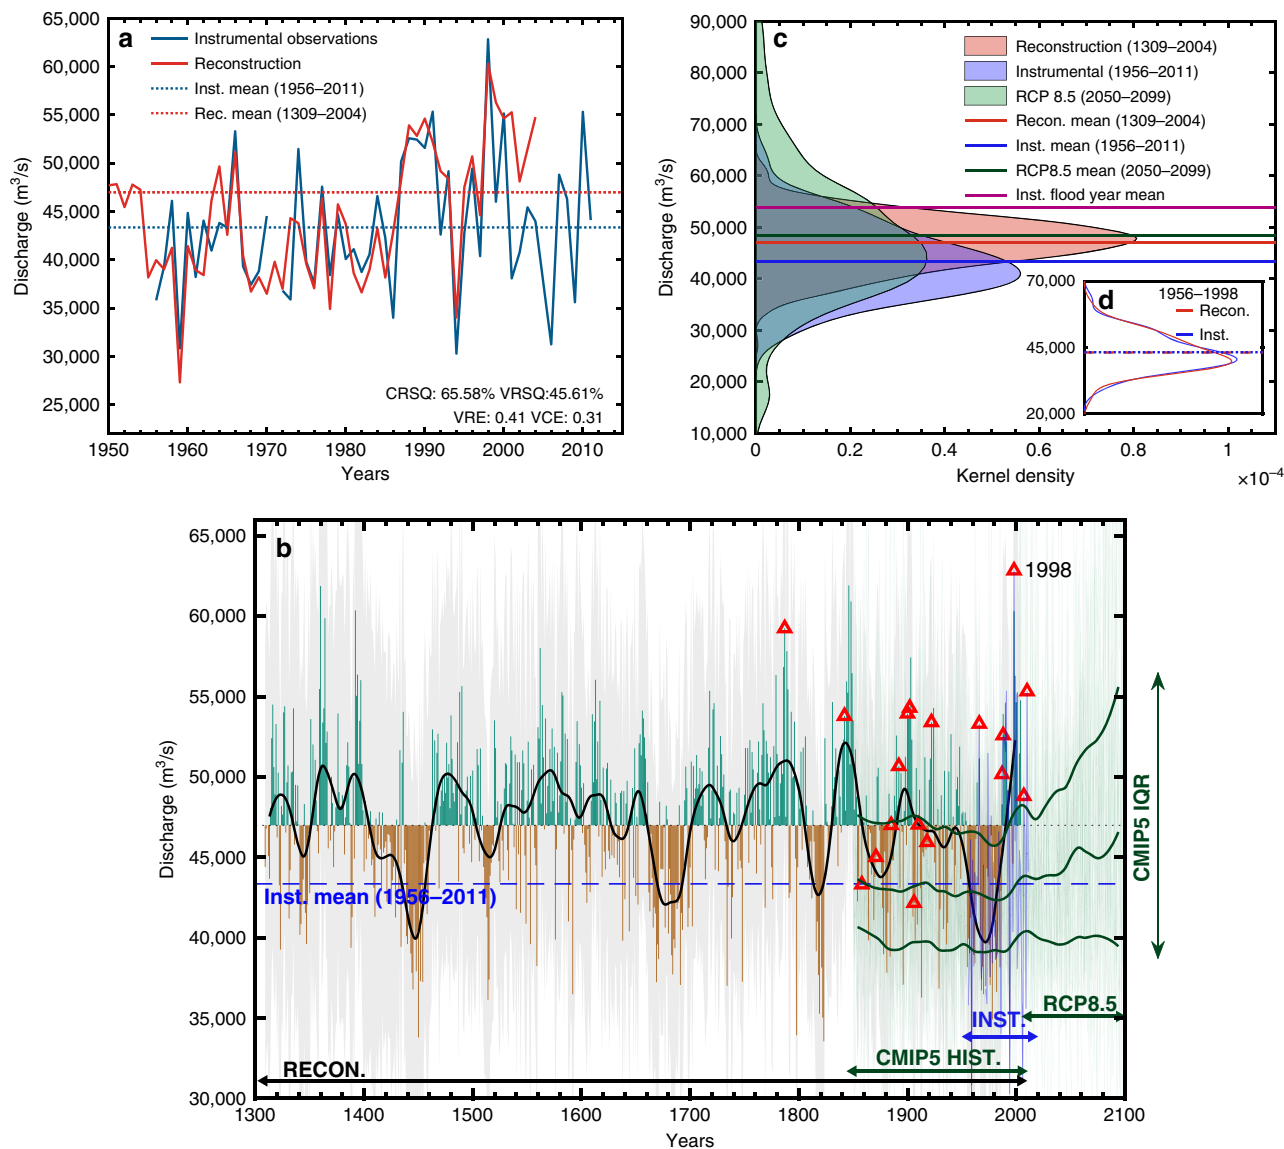 a
Instrumental observations
Reconstruction
Inst. mean (1956–2011)
Rec. mean (1309–2004)
65,000
60,000
55,000
50,000
45,000
40,000
35,000
30,000
25,000
Discharge (m³/s)
CRSQ: 65.58% VRSQ:45.61%
VRE: 0.41 VCE: 0.31
1950 1960 1970 1980 1990 2000 2010
Years
c
Reconstruction (1309–2004)
Instrumental (1956–2011)
RCP 8.5 (2050–2099)
Recon. mean (1309–2004)
Inst. mean (1956–2011)
RCP8.5 mean (2050–2099)
Inst. flood year mean
90,000
80,000
70,000
60,000
50,000
40,000
30,000
20,000
10,000
Discharge (m³/s)
0 0.2 0.4 0.6 0.8 1
Kernel density
×10⁻⁴
d
1956–1998
Recon.
Inst.
70,000
45,000
20,000
b
65,000
60,000
55,000
50,000
45,000
40,000
35,000
30,000
Discharge (m³/s)
1998
Inst. mean (1956–2011)
CMIP5 IQR
RCP8.5
INST.
CMIP5 HIST.
RECON.
1300 1400 1500 1600 1700 1800 1900 2000 2100
Years